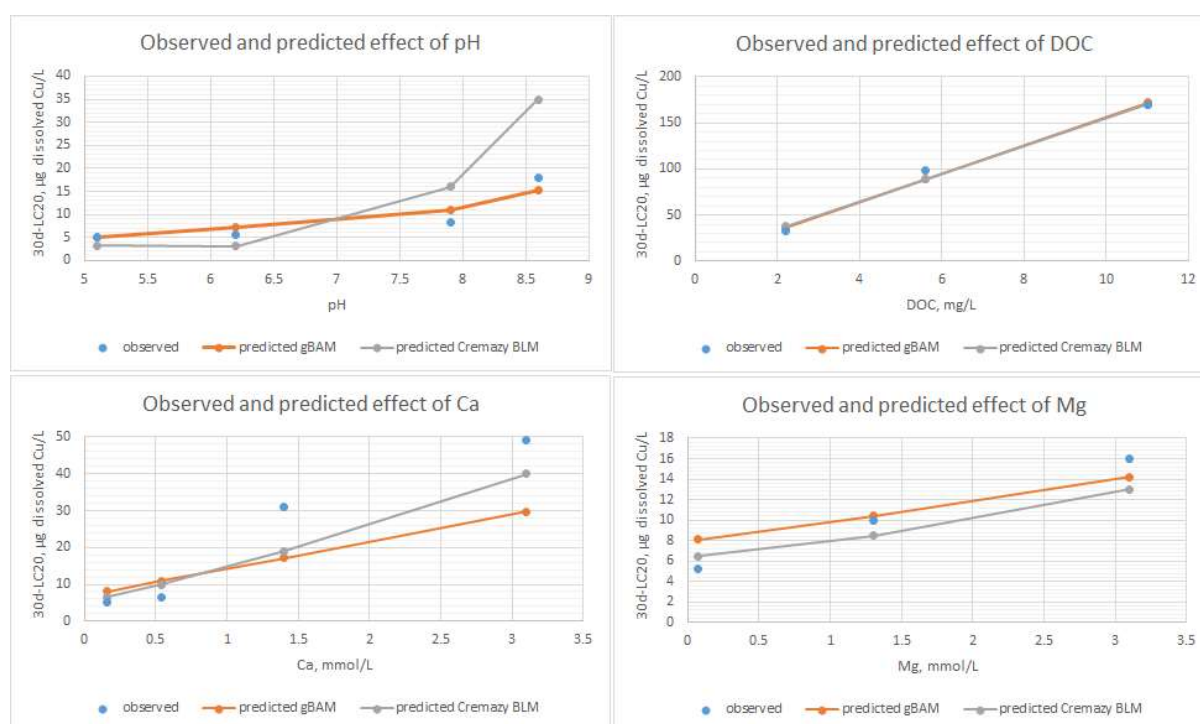 Observed and predicted effect of pH
30d-LC20, µg dissolved Cu/L
40
35
30
25
20
15
10
5
0
5 5.5 6 6.5 7 7.5 8 8.5 9
pH
observed predicted gBAM predicted Cremazy BLM
Observed and predicted effect of DOC
30d-LC20, µg dissolved Cu/L
200
150
100
50
0
0 2 4 6 8 10 12
DOC, mg/L
observed predicted gBAM predicted Cremazy BLM
Observed and predicted effect of Ca
30d-LC20, µg dissolved Cu/L
50
40
30
20
10
0
0 0.5 1 1.5 2 2.5 3 3.5
Ca, mmol/L
observed predicted gBAM predicted Cremazy BLM
Observed and predicted effect of Mg
30d-LC20, µg dissolved Cu/L
18
16
14
12
10
8
6
4
2
0
0 0.5 1 1.5 2 2.5 3 3.5
Mg, mmol/L
observed predicted gBAM predicted Cremazy BLM